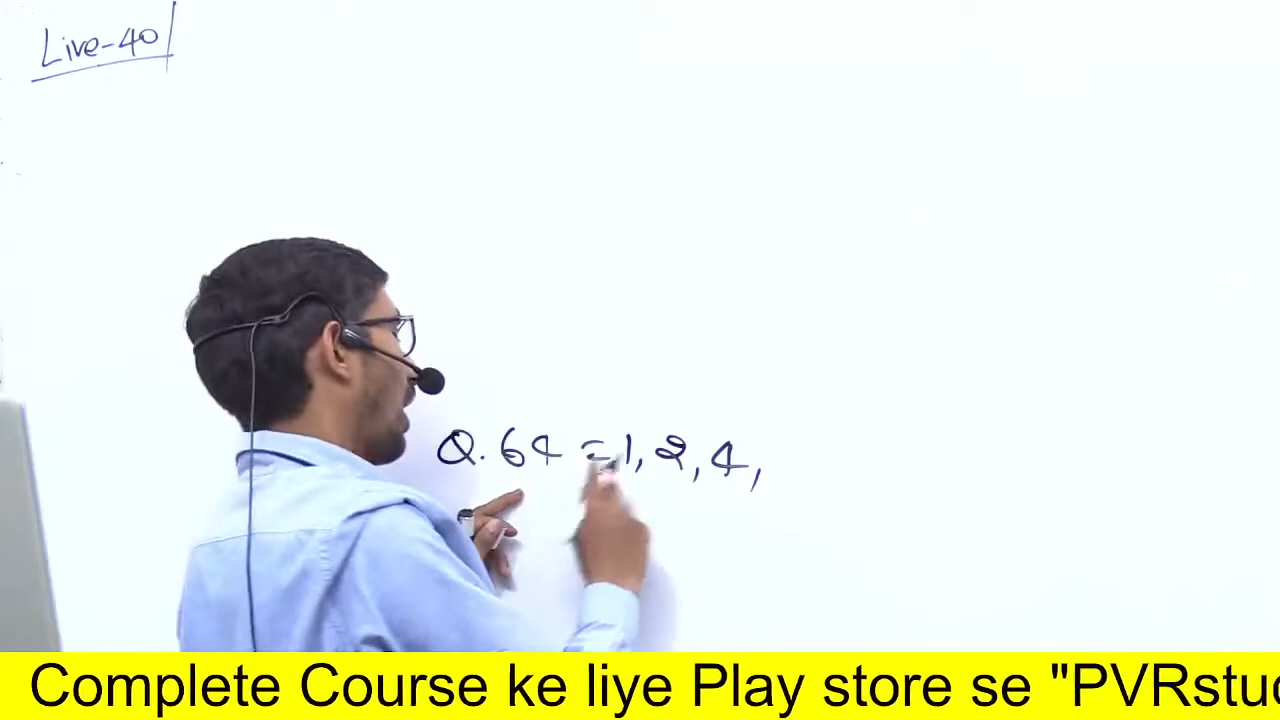 Live-40
Q. 64 = 1, 2, 4,
Complete Course ke liye Play store se "PVRstu